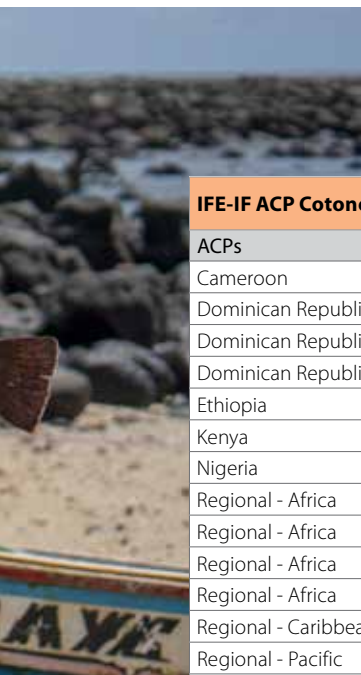 IFE-IF ACP Cotono
ACPs
Cameroon
Dominican Republi
Dominican Republi
Dominican Republi
Ethiopia
Kenya
Nigeria
Regional - Africa
Regional - Africa
Regional - Africa
Regional - Africa
Regional - Caribbea
Regional - Pacific